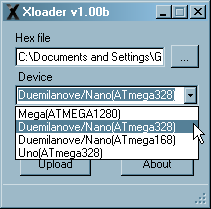 Xloader v1.00b
Hex file
C:\Documents and Settings\G
...
Device
Duemilanove/Nano(ATmega328)
Mega(ATMEGA1280)
Duemilanove/Nano(ATmega328)
Duemilanove/Nano(ATmega168)
Uno(ATmega328)
Upload About